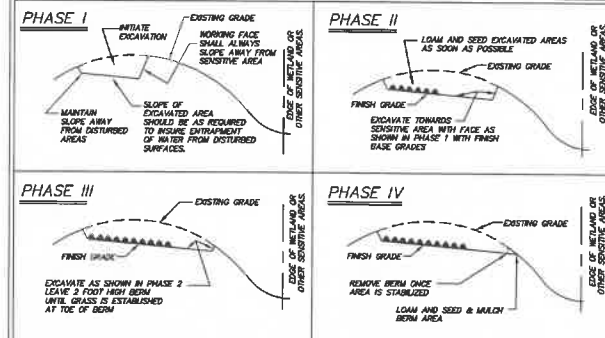 PHASE I
INITIATE
EXCAVATION
EXISTING GRADE
WORKING FACE
SHALL ALWAYS
SLOPE AWAY FROM
SENSITIVE AREA
MAINTAIN
SLOPE AWAY
FROM DISTURBED
AREAS
SLOPE OF
EXCAVATED AREA
SHOULD BE AS REQUIRED
TO INSURE ENTRAPMENT
OF WATER FROM DISTURBED
SURFACES.
EDGE OF WETLAND OR
OTHER SENSITIVE AREAS.
PHASE II
LOAM AND SEED EXCAVATED AREAS
AS SOON AS POSSIBLE
EXISTING GRADE
FINISH GRADE
EXCAVATE TOWARDS
SENSITIVE AREA WITH FACE AS
SHOWN IN PHASE 1 WITH FINISH
BASE GRADES
EDGE OF WETLAND OR
OTHER SENSITIVE AREAS.
PHASE III
EXISTING GRADE
FINISH GRADE
EXCAVATE AS SHOWN IN PHASE 2
LEAVE 2 FOOT HIGH BERM
UNTIL GRASS IS ESTABLISHED
AT TOE OF BERM
EDGE OF WETLAND OR
OTHER SENSITIVE AREAS.
PHASE IV
EXISTING GRADE
FINISH GRADE
REMOVE BERM ONCE
AREA IS STABILIZED
LOAM AND SEED & MULCH
BERM AREA
EDGE OF WETLAND OR
OTHER SENSITIVE AREAS.